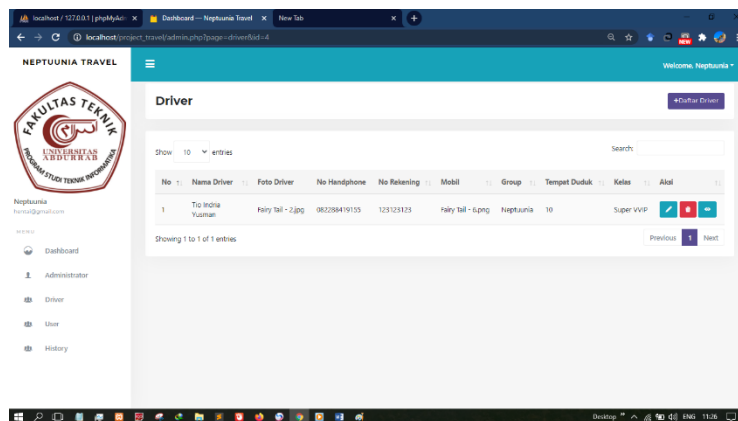 localhost / 127.0.0.1 | phpMyAdm
Dashboard — Neptuunia Travel
New Tab
localhost/project_travel/admin.php?page=driver&id=4
NEW
NEPTUUNIA TRAVEL
Welcome, Neptuunia
FAKULTAS TEKNIK
UNIVERSITAS
ABDURRAB
PROGRAM STUDI TEKNIK INFORMATIKA
Neptuunia
hentai@gmail.com
MENU
Dashboard
Administrator
Driver
User
History
Driver
+Daftar Driver
Show 10 entries
Search:
No Nama Driver Foto Driver No Handphone No Rekening Mobil Group Tempat Duduk Kelas Aksi
1 Tio Indria Yusman Fairy Tail - 2.jpg 082288419155 123123123 Fairy Tail - 6.png Neptuunia 10 Super VVIP
Showing 1 to 1 of 1 entries
Previous 1 Next
Desktop ENG 11:26